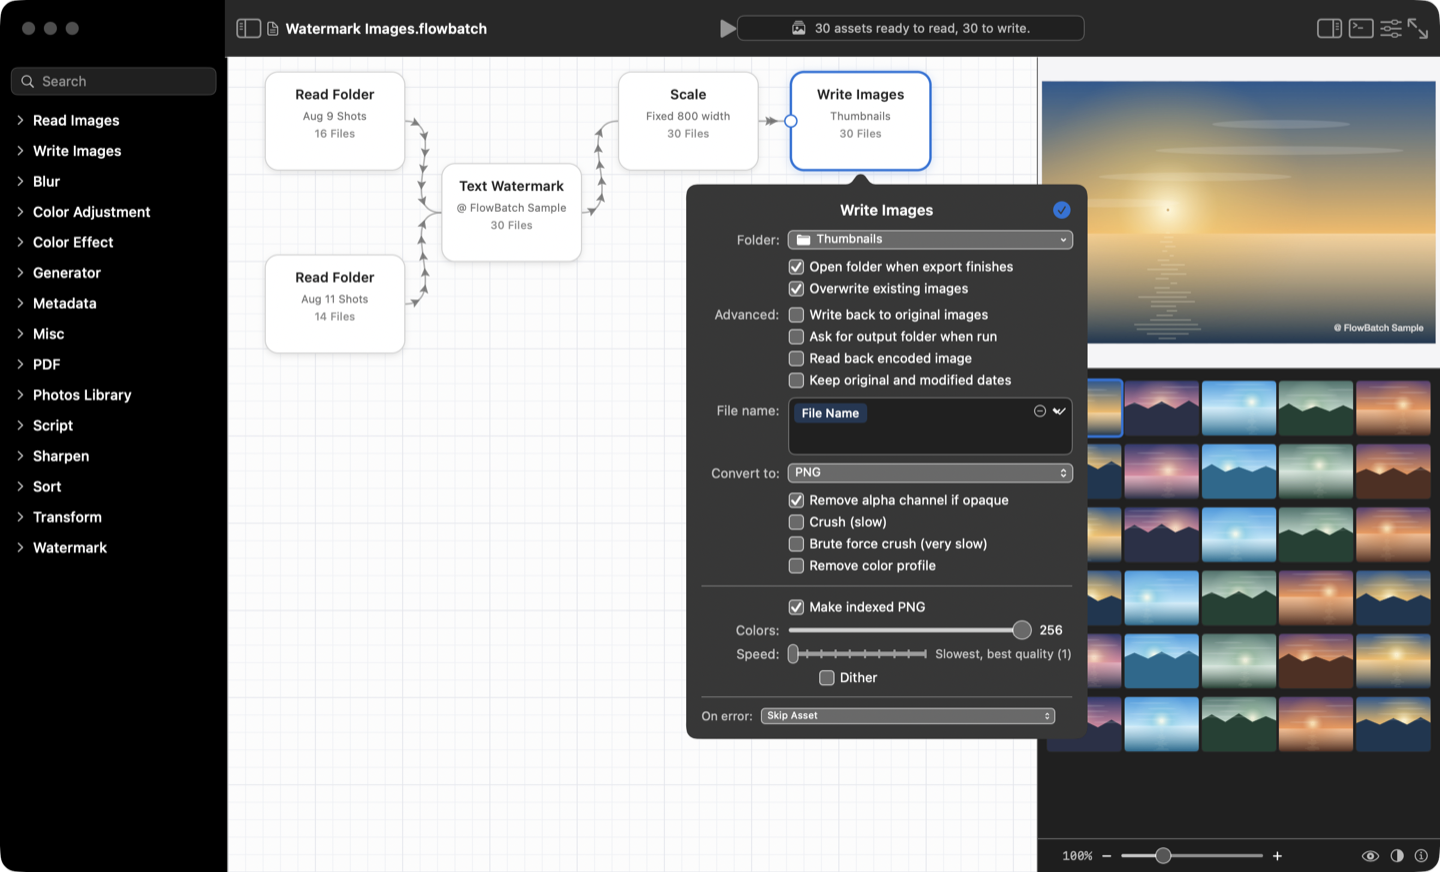 Watermark Images.flowbatch
30 assets ready to read, 30 to write.
Search
Read Images
Write Images
Blur
Color Adjustment
Color Effect
Generator
Metadata
Misc
PDF
Photos Library
Script
Sharpen
Sort
Transform
Watermark
Read Folder
Aug 9 Shots
16 Files
Read Folder
Aug 11 Shots
14 Files
Text Watermark
@ FlowBatch Sample
30 Files
Scale
Fixed 800 width
30 Files
Write Images
Thumbnails
30 Files
Write Images
Folder: Thumbnails
Open folder when export finishes
Overwrite existing images
Advanced: Write back to original images
Ask for output folder when run
Read back encoded image
Keep original and modified dates
File name: File Name
Convert to: PNG
Remove alpha channel if opaque
Crush (slow)
Brute force crush (very slow)
Remove color profile
Make indexed PNG
Colors: 256
Speed: Slowest, best quality (1)
Dither
On error: Skip Asset
@ FlowBatch Sample
100%